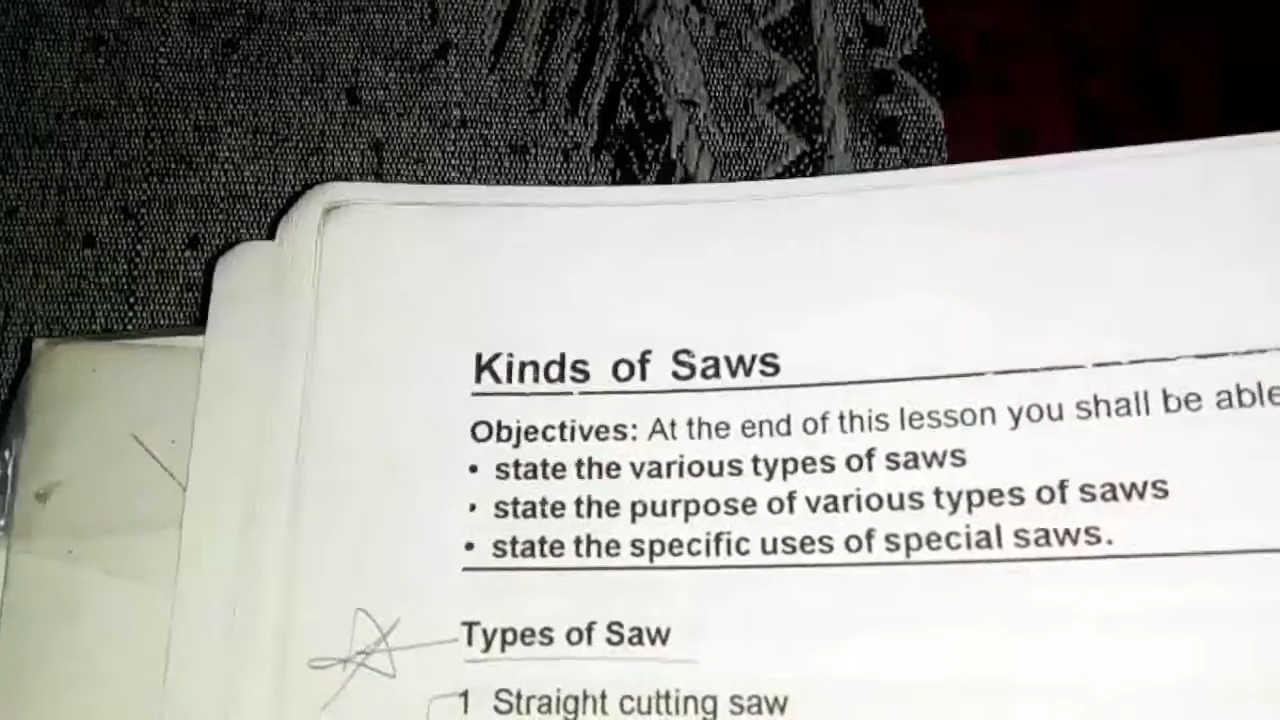 Kinds of Saws
Objectives: At the end of this lesson you shall be able
• state the various types of saws
• state the purpose of various types of saws
• state the specific uses of special saws.
Types of Saw
1 Straight cutting saw